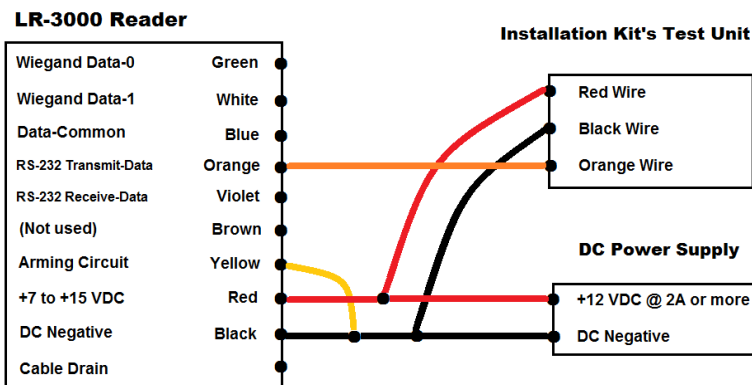 LR-3000 Reader
Installation Kit's Test Unit
Wiegand Data-0 Green
Wiegand Data-1 White
Data-Common Blue
RS-232 Transmit-Data Orange
RS-232 Receive-Data Violet
(Not used) Brown
Arming Circuit Yellow
+7 to +15 VDC Red
DC Negative Black
Cable Drain
Red Wire
Black Wire
Orange Wire
DC Power Supply
+12 VDC @ 2A or more
DC Negative